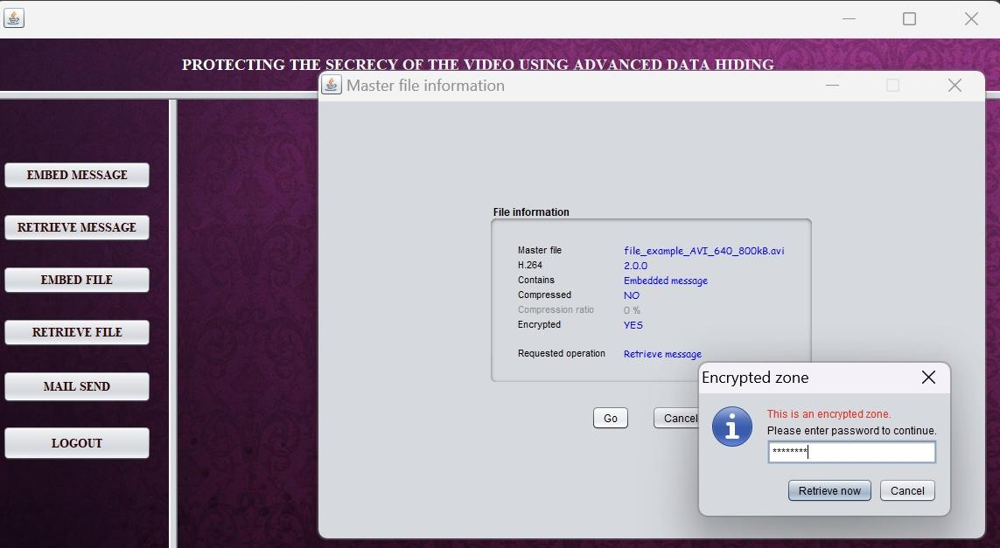 PROTECTING THE SECRECY OF THE VIDEO USING ADVANCED DATA HIDING
Master file information
EMBED MESSAGE
RETRIEVE MESSAGE
EMBED FILE
RETRIEVE FILE
MAIL SEND
LOGOUT
File information
Master file file_example_AVI_640_800kB.avi
H.264 2.0.0
Contains Embedded message
Compressed NO
Compression ratio 0 %
Encrypted YES
Requested operation Retrieve message
Go Cancel
Encrypted zone
This is an encrypted zone.
Please enter password to continue.
********
Retrieve now Cancel